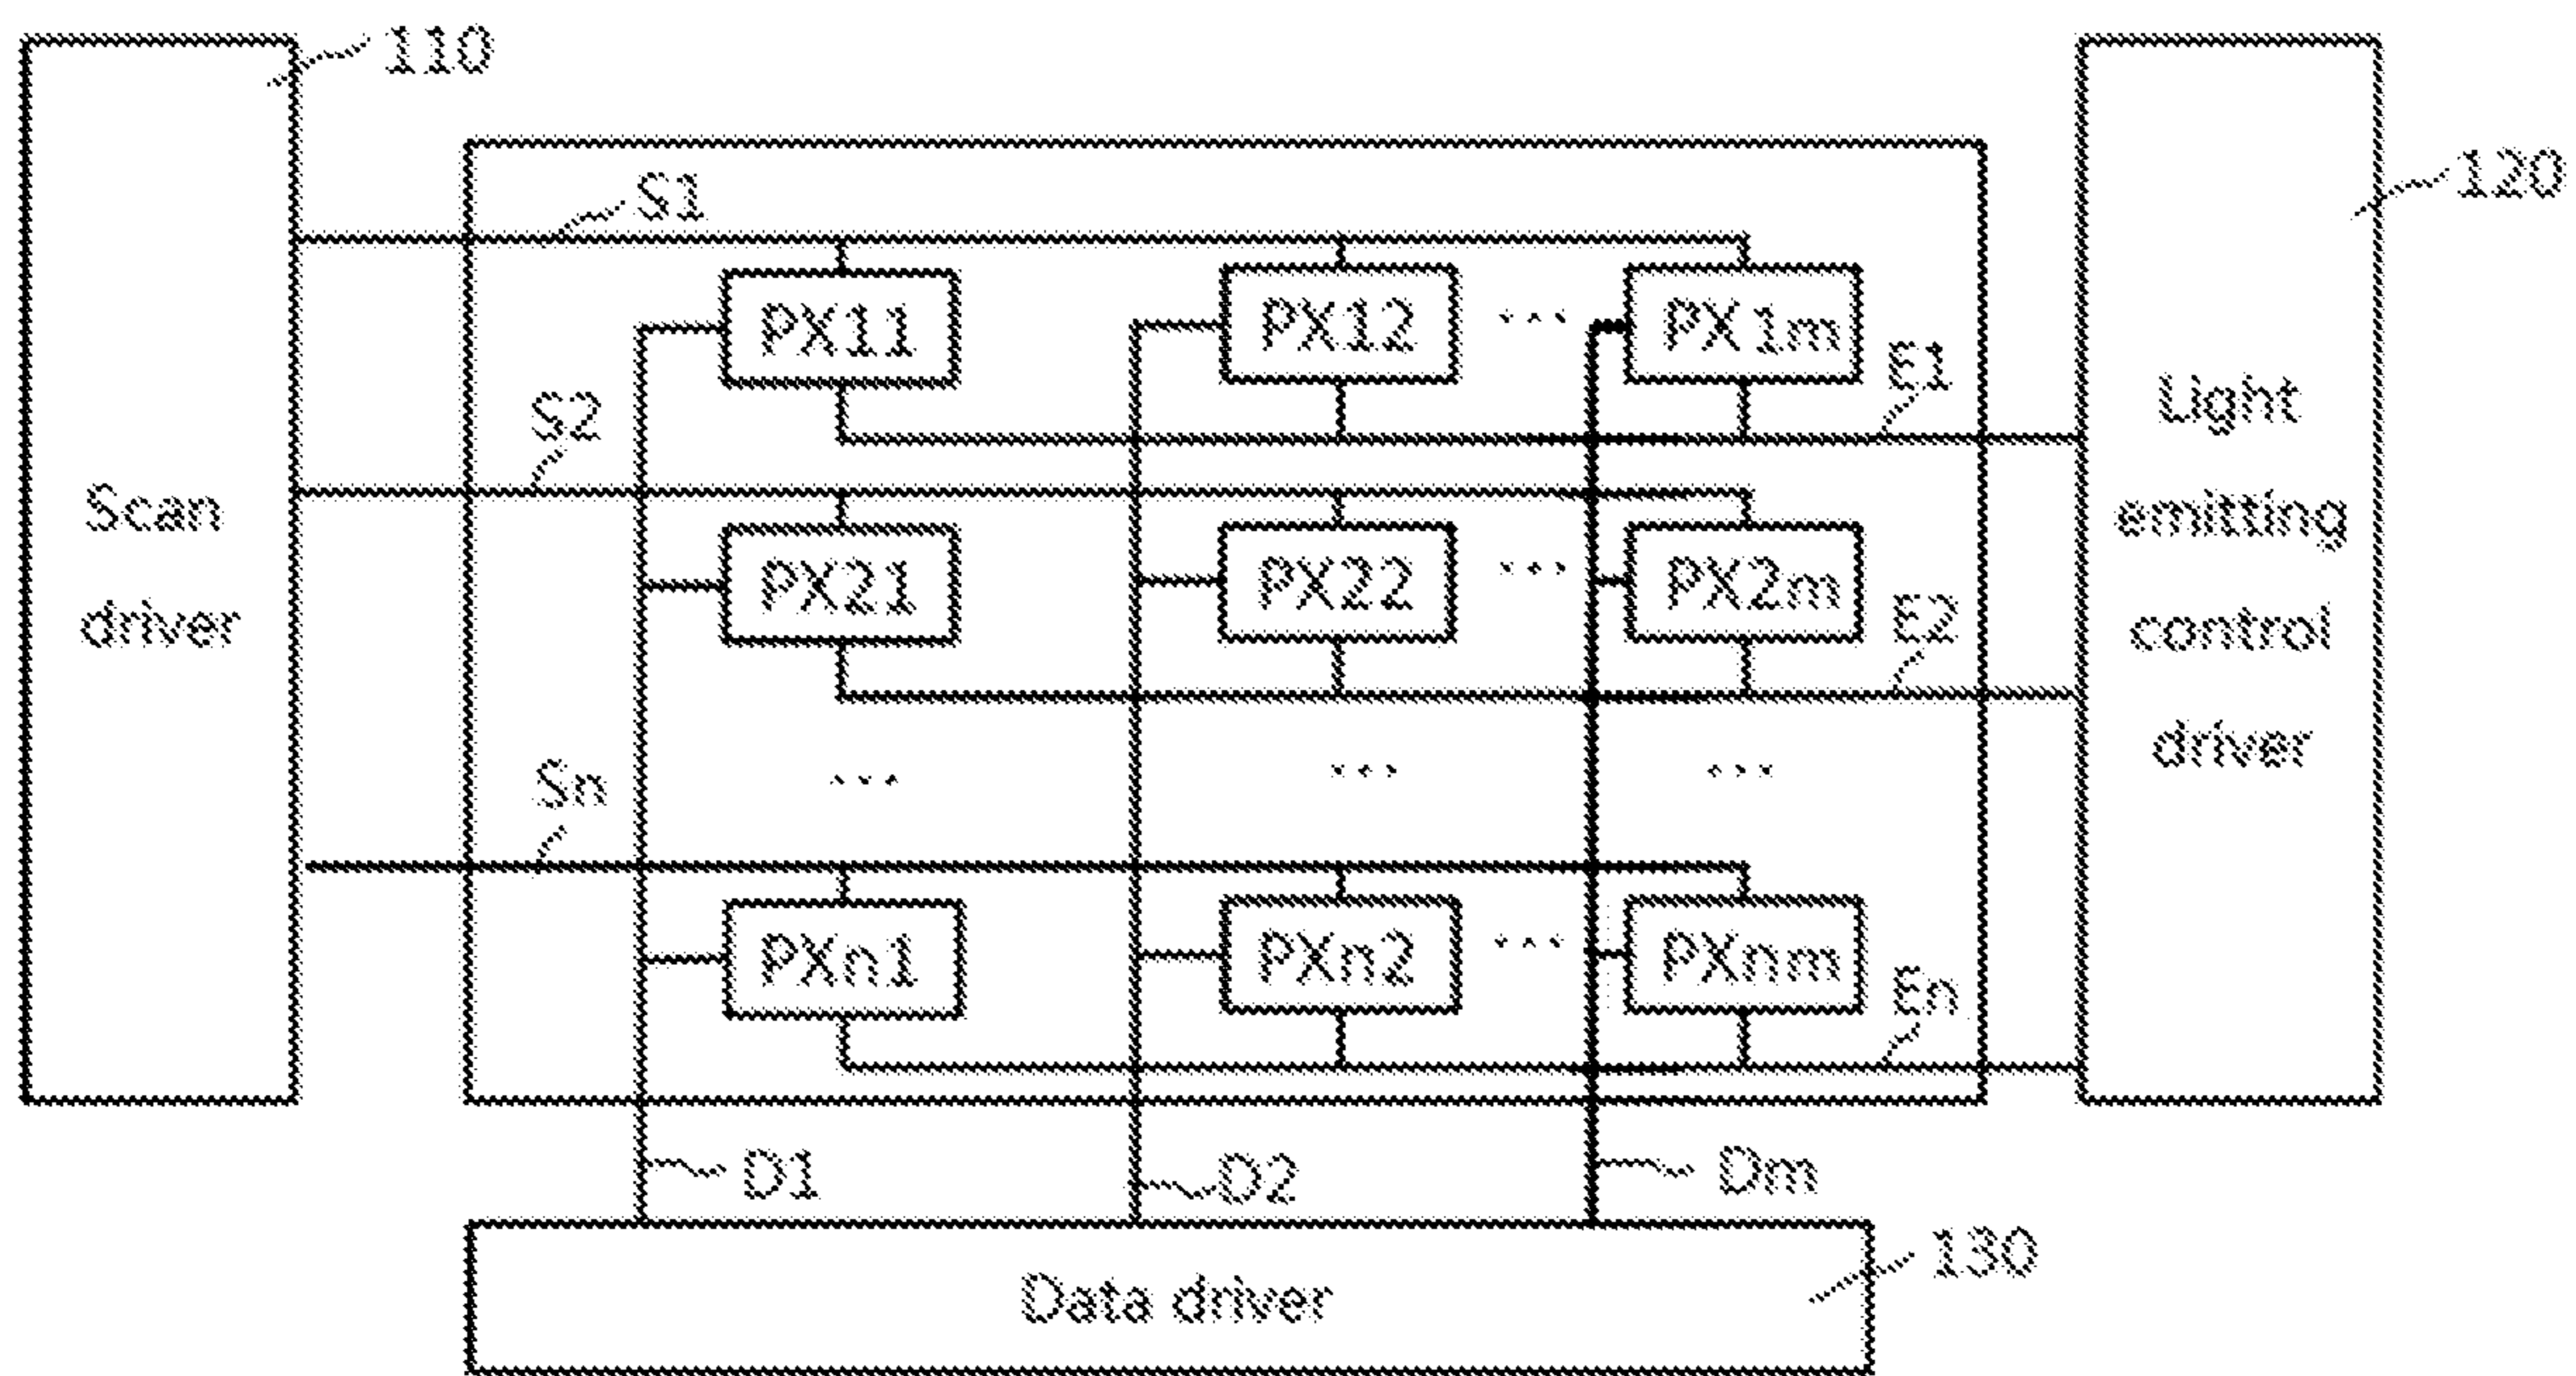 110
120
S1
PX11 PX12 ... PX1m
E1
S2
PX21 PX22 ... PX2m
E2
... ... ...
Sn
PXn1 PXn2 ... PXnm
En
Scan
driver
Light
emitting
control
driver
D1 D2 Dm
130
Data driver